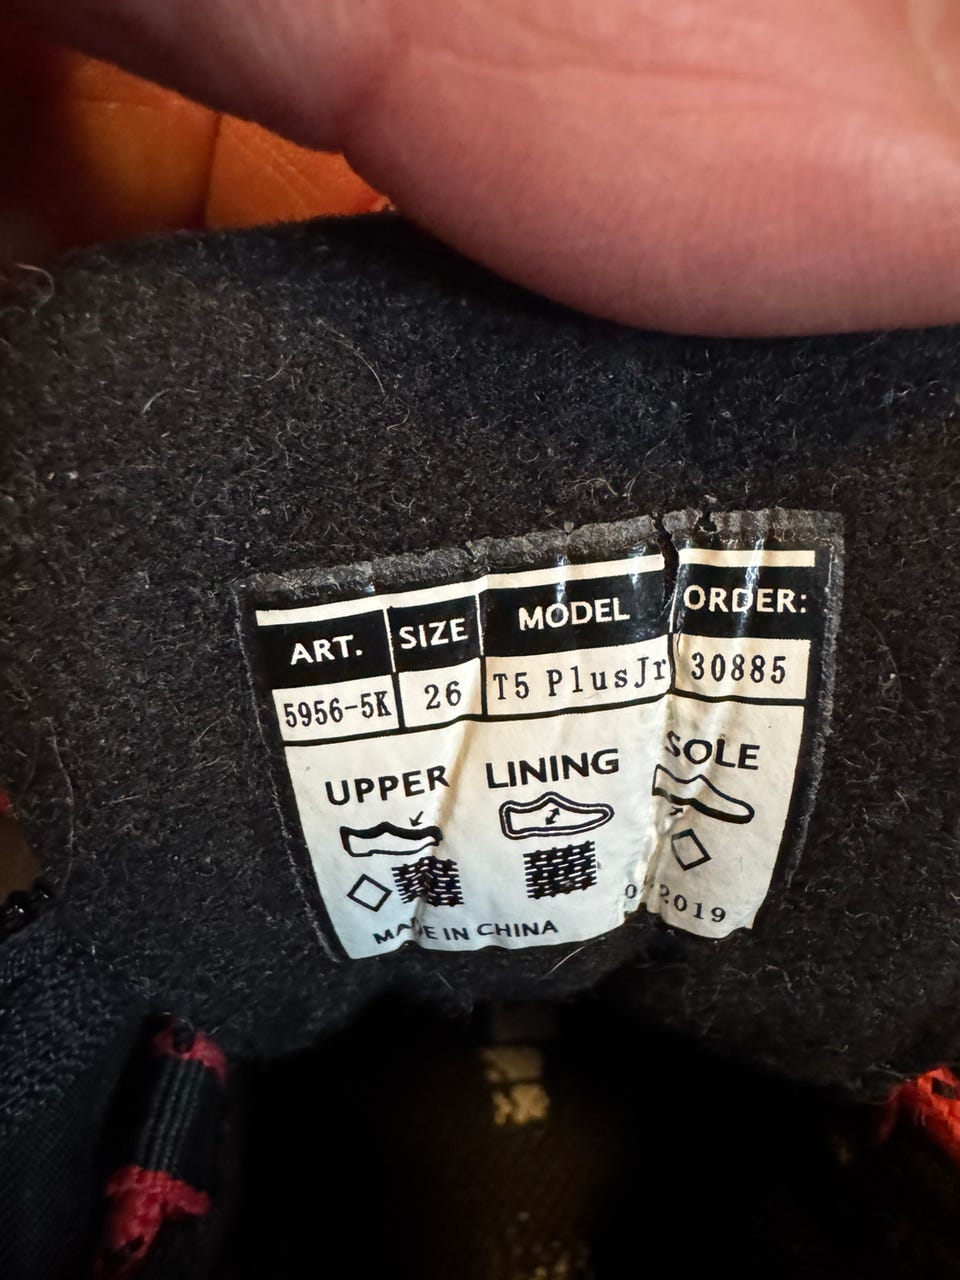 ART. SIZE MODEL ORDER:
5956-5K 26 T5 PlusJr 30885
UPPER LINING SOLE
2019
MADE IN CHINA